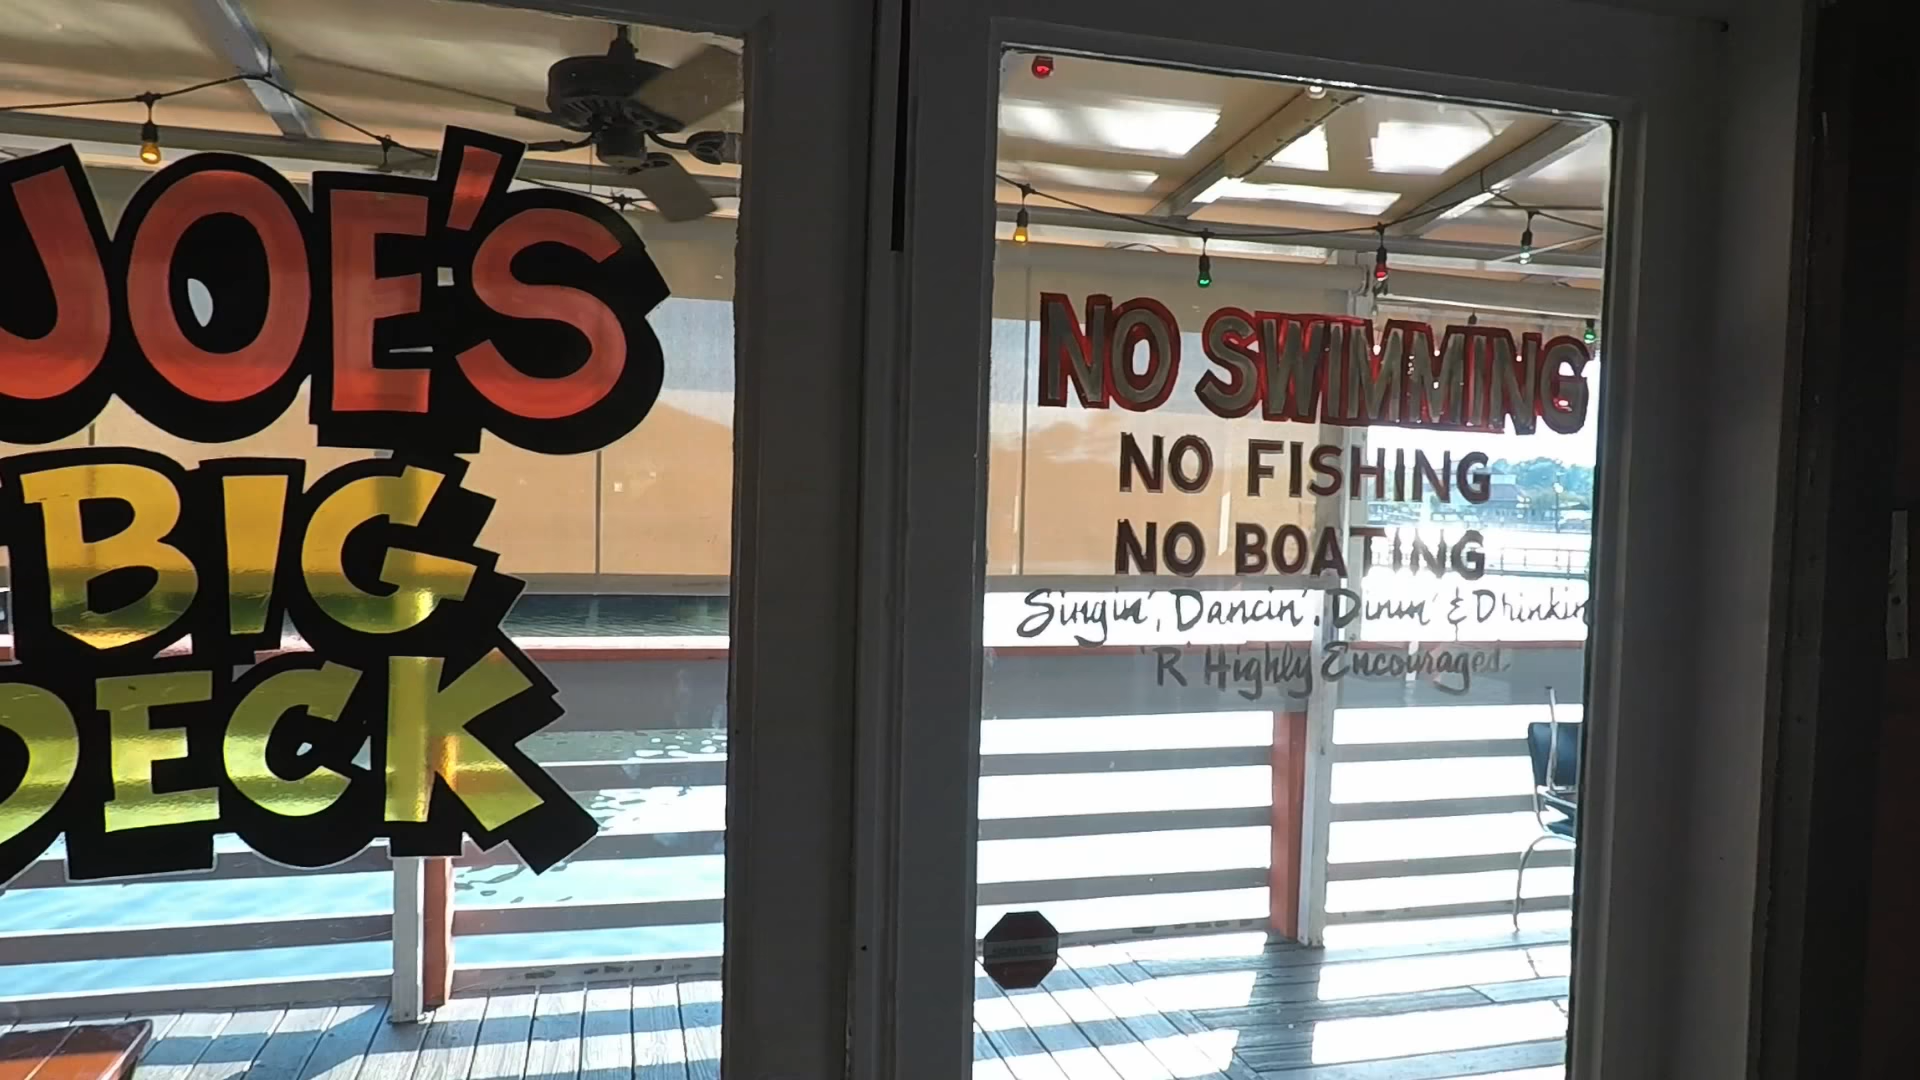 JOE'S
BIG
DECK
NO SWIMMING
NO FISHING
NO BOATING
Singin', Dancin', Dinin' & Drinkin
'R' Highly Encouraged